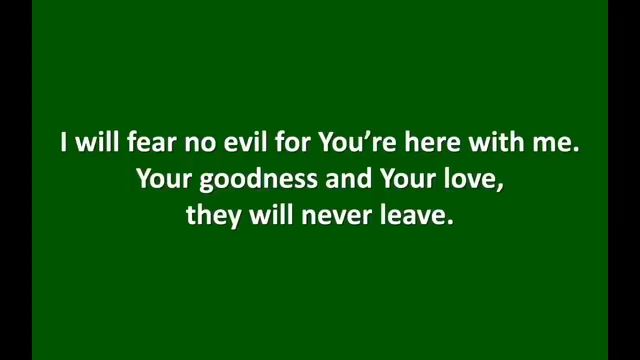 I will fear no evil for You’re here with me.
Your goodness and Your love,
they will never leave.